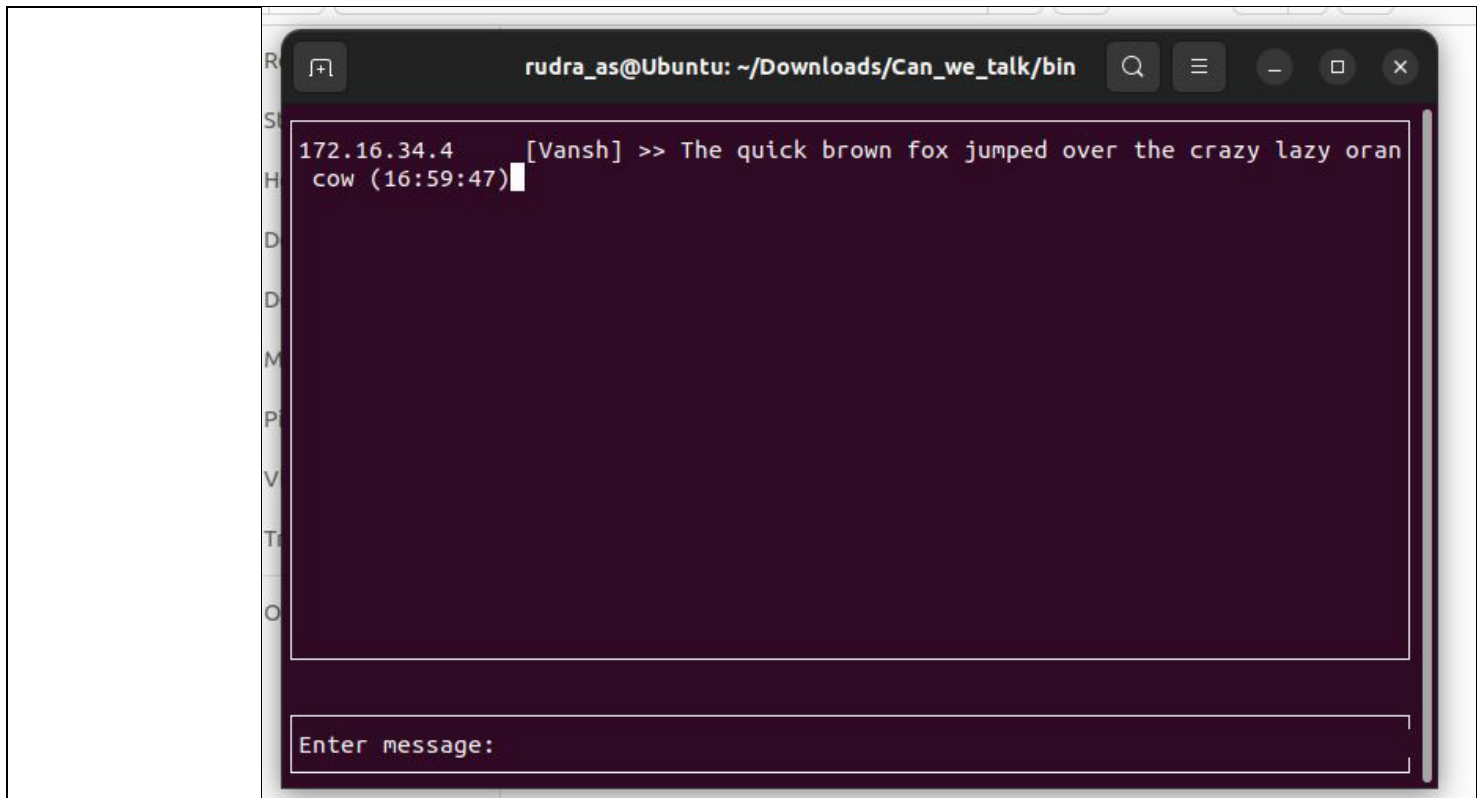 rudra_as@Ubuntu: ~/Downloads/Can_we_talk/bin
172.16.34.4 [Vansh] >> The quick brown fox jumped over the crazy lazy oran
cow (16:59:47)
Enter message: